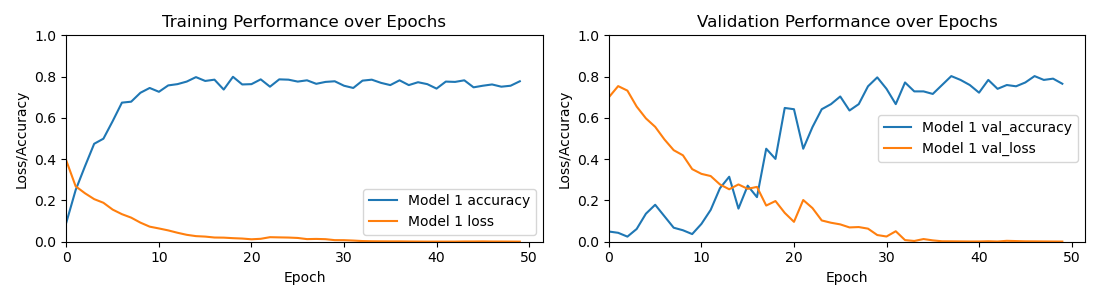 Training Performance over Epochs
Loss/Accuracy
1.0
0.8
0.6
0.4
0.2
0.0
Model 1 accuracy
Model 1 loss
0 10 20 30 40 50
Epoch
Validation Performance over Epochs
Loss/Accuracy
1.0
0.8
0.6
0.4
0.2
0.0
Model 1 val_accuracy
Model 1 val_loss
0 10 20 30 40 50
Epoch